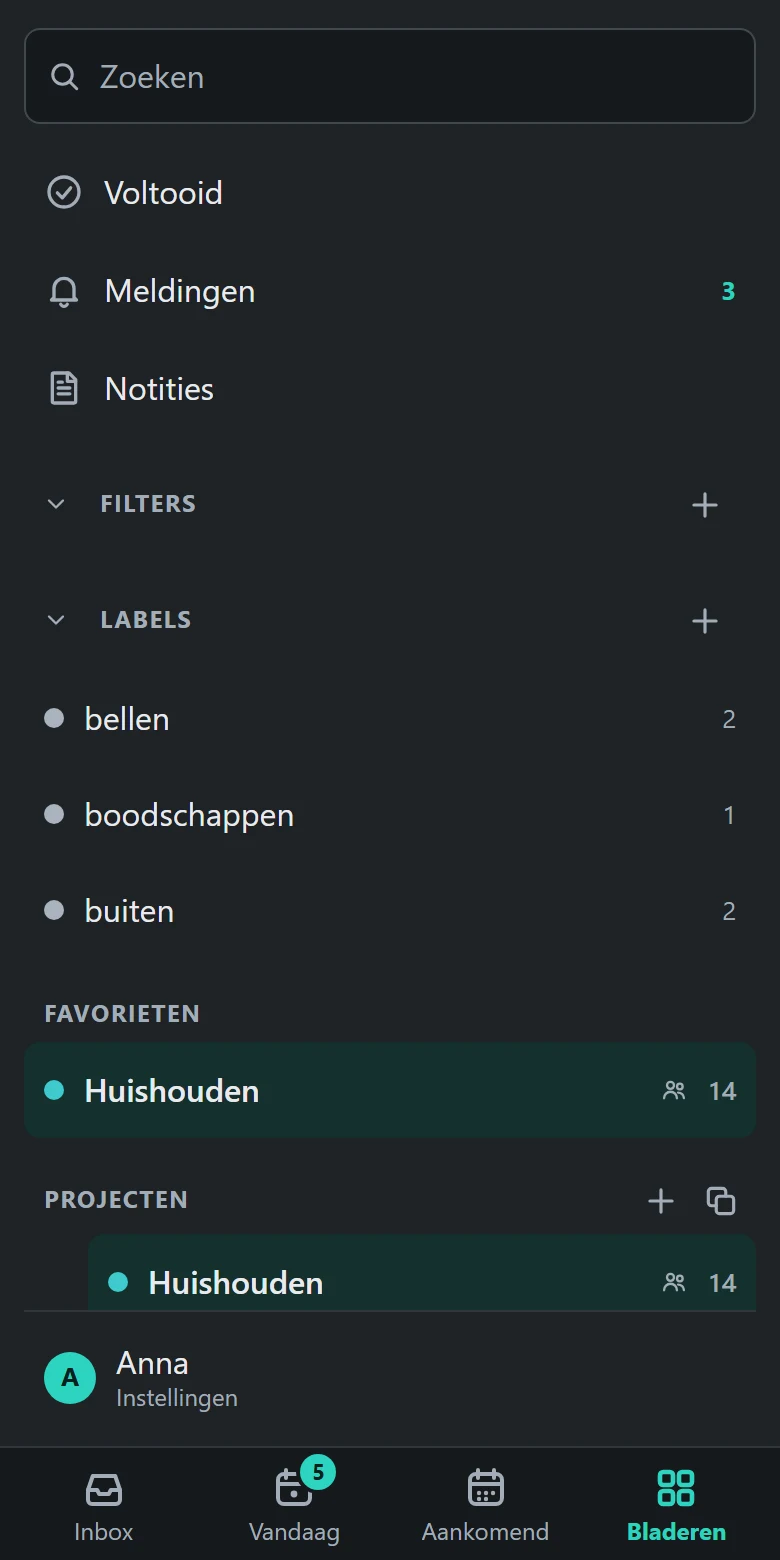 Zoeken
Voltooid
Meldingen 3
Notities
FILTERS
LABELS
bellen 2
boodschappen 1
buiten 2
FAVORIETEN
Huishouden 14
PROJECTEN
Huishouden 14
A
Anna
Instellingen
5
Inbox Vandaag Aankomend Bladeren